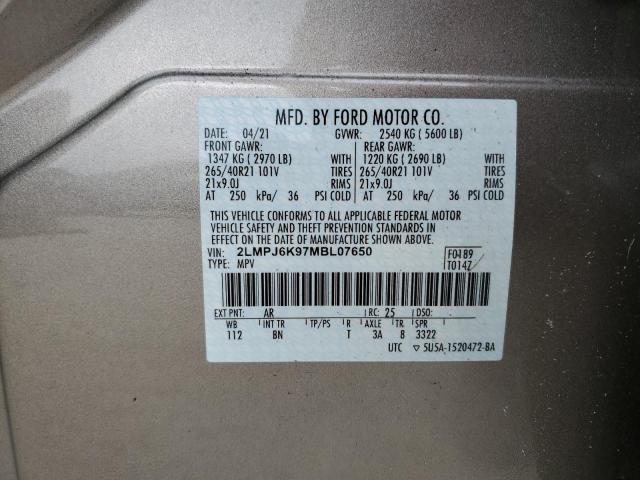 MFD. BY FORD MOTOR CO.
DATE: 04/21 GVWR: 2540 KG ( 5600 LB)
FRONT GAWR: REAR GAWR:
1347 KG ( 2970 LB) WITH 1220 KG ( 2690 LB) WITH
265/40R21 101V TIRES 265/40R21 101V TIRES
21x9.0J RIMS 21x9.0J RIMS
AT 250 kPa/ 36 PSI COLD AT 250 kPa/ 36 PSI COLD
THIS VEHICLE CONFORMS TO ALL APPLICABLE FEDERAL MOTOR
VEHICLE SAFETY AND THEFT PREVENTION STANDARDS IN
EFFECT ON THE DATE OF MANUFACTURE SHOWN ABOVE.
VIN: 2LMPJ6K97MBL07650 F0189
TYPE: MPV T0147
EXT PNT: AR RC: 25 DSO:
WB INT TR TP/PS R AXLE TR SPR
112 BN T 3A 8 3322
UTC ▽ 5U5A-1520472-BA